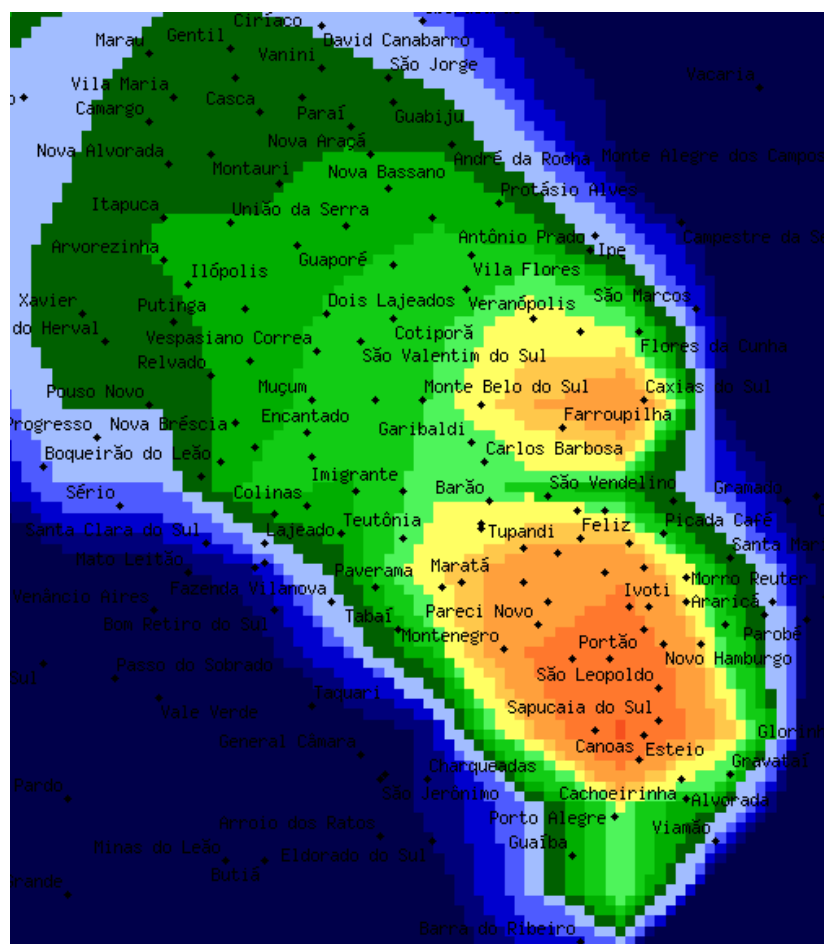 Ciríaco
Gentil
David Canabarro
Marau
Vanini
São Jorge
Vacaria
Vila Maria
Casca
Camargo
Paraí
Guabiju
Nova Araçá
Nova Alvorada
André da Rocha
Monte Alegre dos Campos
Montauri
Nova Bassano
Protásio Alves
Itapuca
União da Serra
Antônio Prado
Campestre da S
Arvorezinha
Ipe
Guaporé
Ilópolis
Vila Flores
São Marcos
Xavier
Putinga
Dois Lajeados
Veranópolis
do Herval
Vespasiano Correa
Cotiporã
Flores da Cunha
Relvado
São Valentim do Sul
Pouso Novo
Muçum
Monte Belo do Sul
Caxias do Sul
Progresso
Nova Bréscia
Encantado
Farroupilha
Garibaldi
Boqueirão do Leão
Carlos Barbosa
Imigrante
Sério
Colinas
Barão
São Vendelino
Gramado
Santa Clara do Sul
Lajeado
Teutônia
Tupandi
Feliz
Picada Café
Mato Leitão
Santa Mar
Fazenda Vilanova
Paverama
Maratá
Morro Reuter
Venâncio Aires
Ivoti
Bom Retiro do Sul
Tabaí
Pareci Novo
Araricá
Montenegro
Portão
Parobé
Sul
Passo do Sobrado
Novo Hamburgo
Taquari
São Leopoldo
Vale Verde
Sapucaia do Sul
General Câmara
Canoas
Esteio
Glorinh
Charqueadas
Gravataí
Pardo
São Jerônimo
Cachoeirinha
Alvorada
Arroio dos Ratos
Porto Alegre
Viamão
Minas do Leão
Eldorado do Sul
Guaíba
Butiá
grande
Barra do Ribeiro